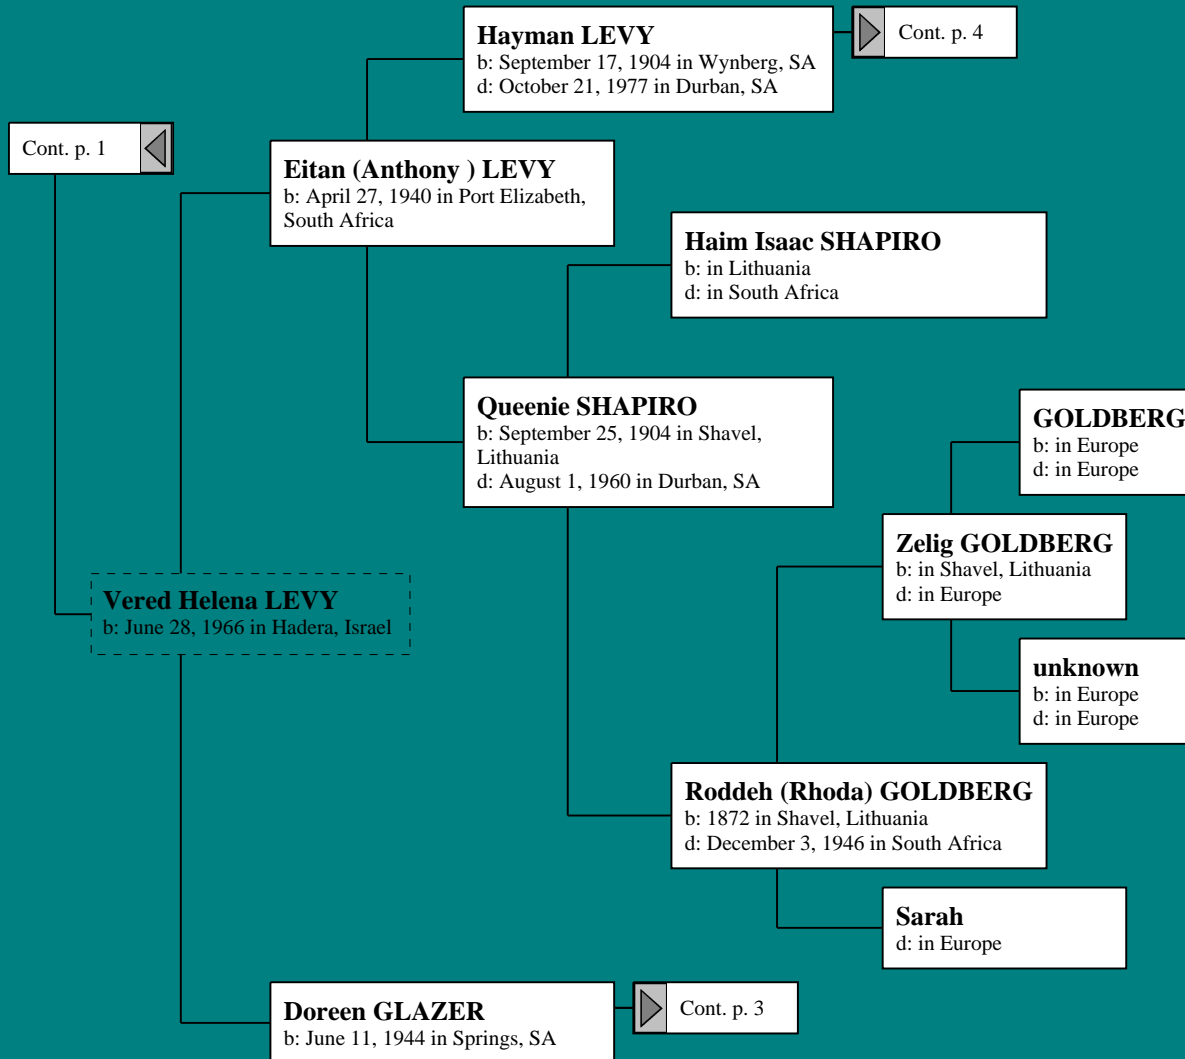 Hayman LEVY
b: September 17, 1904 in Wynberg, SA
d: October 21, 1977 in Durban, SA
Cont. p. 4
Cont. p. 1
Eitan (Anthony ) LEVY
b: April 27, 1940 in Port Elizabeth,
South Africa
Haim Isaac SHAPIRO
b: in Lithuania
d: in South Africa
Queenie SHAPIRO
b: September 25, 1904 in Shavel,
Lithuania
d: August 1, 1960 in Durban, SA
GOLDBERG
b: in Europe
d: in Europe
Zelig GOLDBERG
b: in Shavel, Lithuania
d: in Europe
Vered Helena LEVY
b: June 28, 1966 in Hadera, Israel
unknown
b: in Europe
d: in Europe
Roddeh (Rhoda) GOLDBERG
b: 1872 in Shavel, Lithuania
d: December 3, 1946 in South Africa
Sarah
d: in Europe
Doreen GLAZER
b: June 11, 1944 in Springs, SA
Cont. p. 3